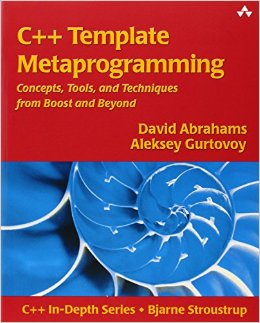 C++ Template
Metaprogramming
Concepts, Tools, and Techniques
from Boost and Beyond
David Abrahams
Aleksey Gurtovoy
C++ In-Depth Series • Bjarne Stroustrup